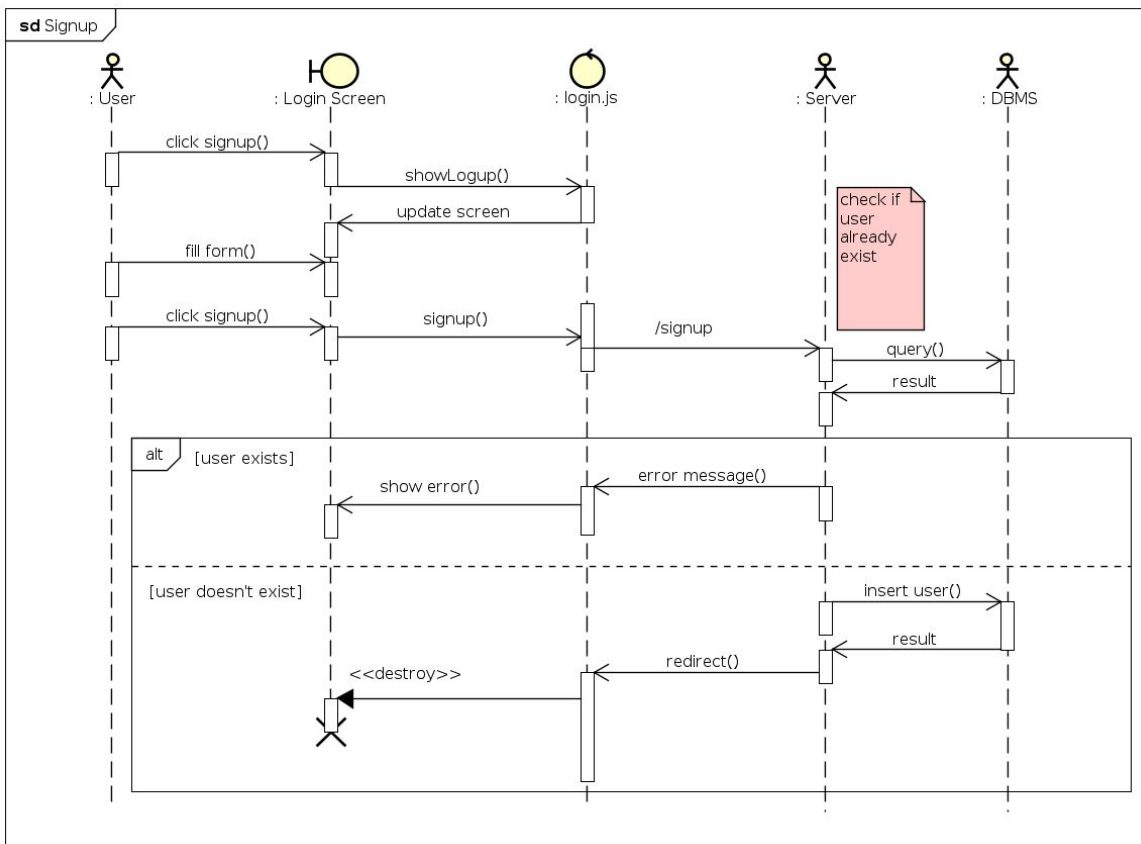 sd Signup
: User
: Login Screen
: login.js
: Server
: DBMS
click signup()
showLogup()
update screen
check if
user
already
exist
fill form()
click signup()
signup()
/signup
query()
result
alt
[user exists]
error message()
show error()
[user doesn't exist]
insert user()
result
redirect()
<<destroy>>